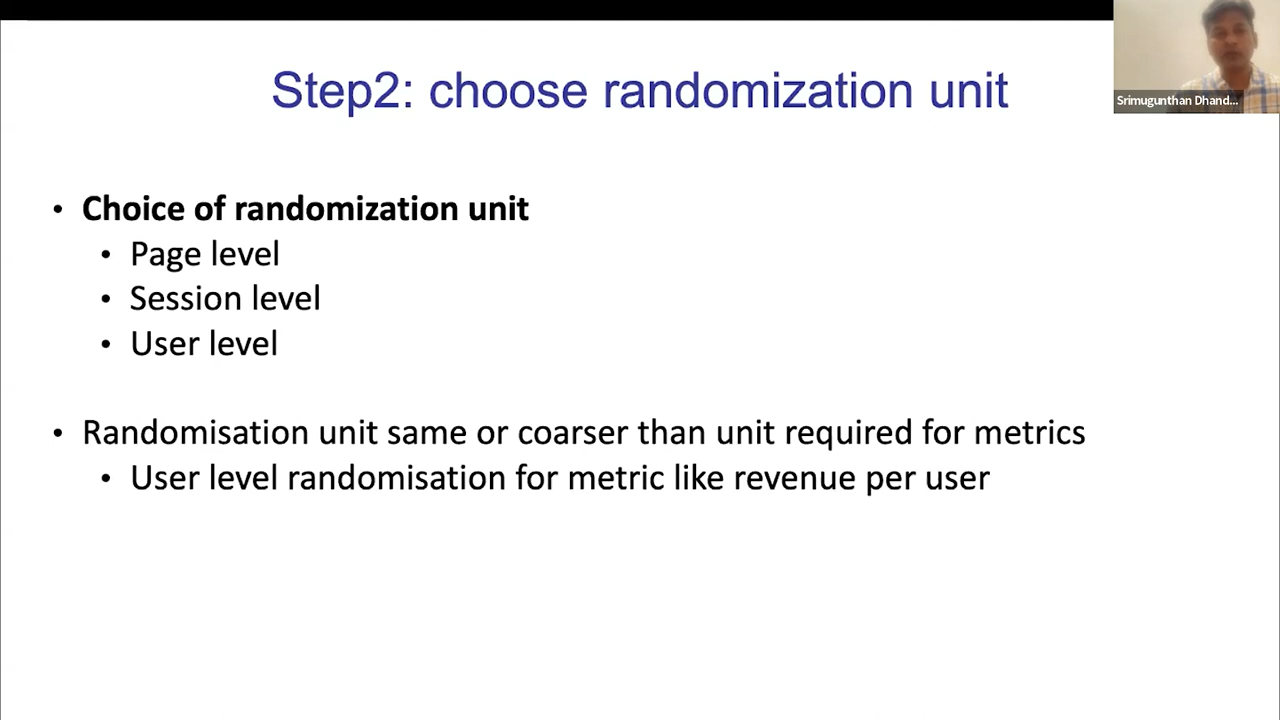 Step2: choose randomization unit
Srimugunthan Dhand...
• Choice of randomization unit
• Page level
• Session level
• User level
• Randomisation unit same or coarser than unit required for metrics
• User level randomisation for metric like revenue per user